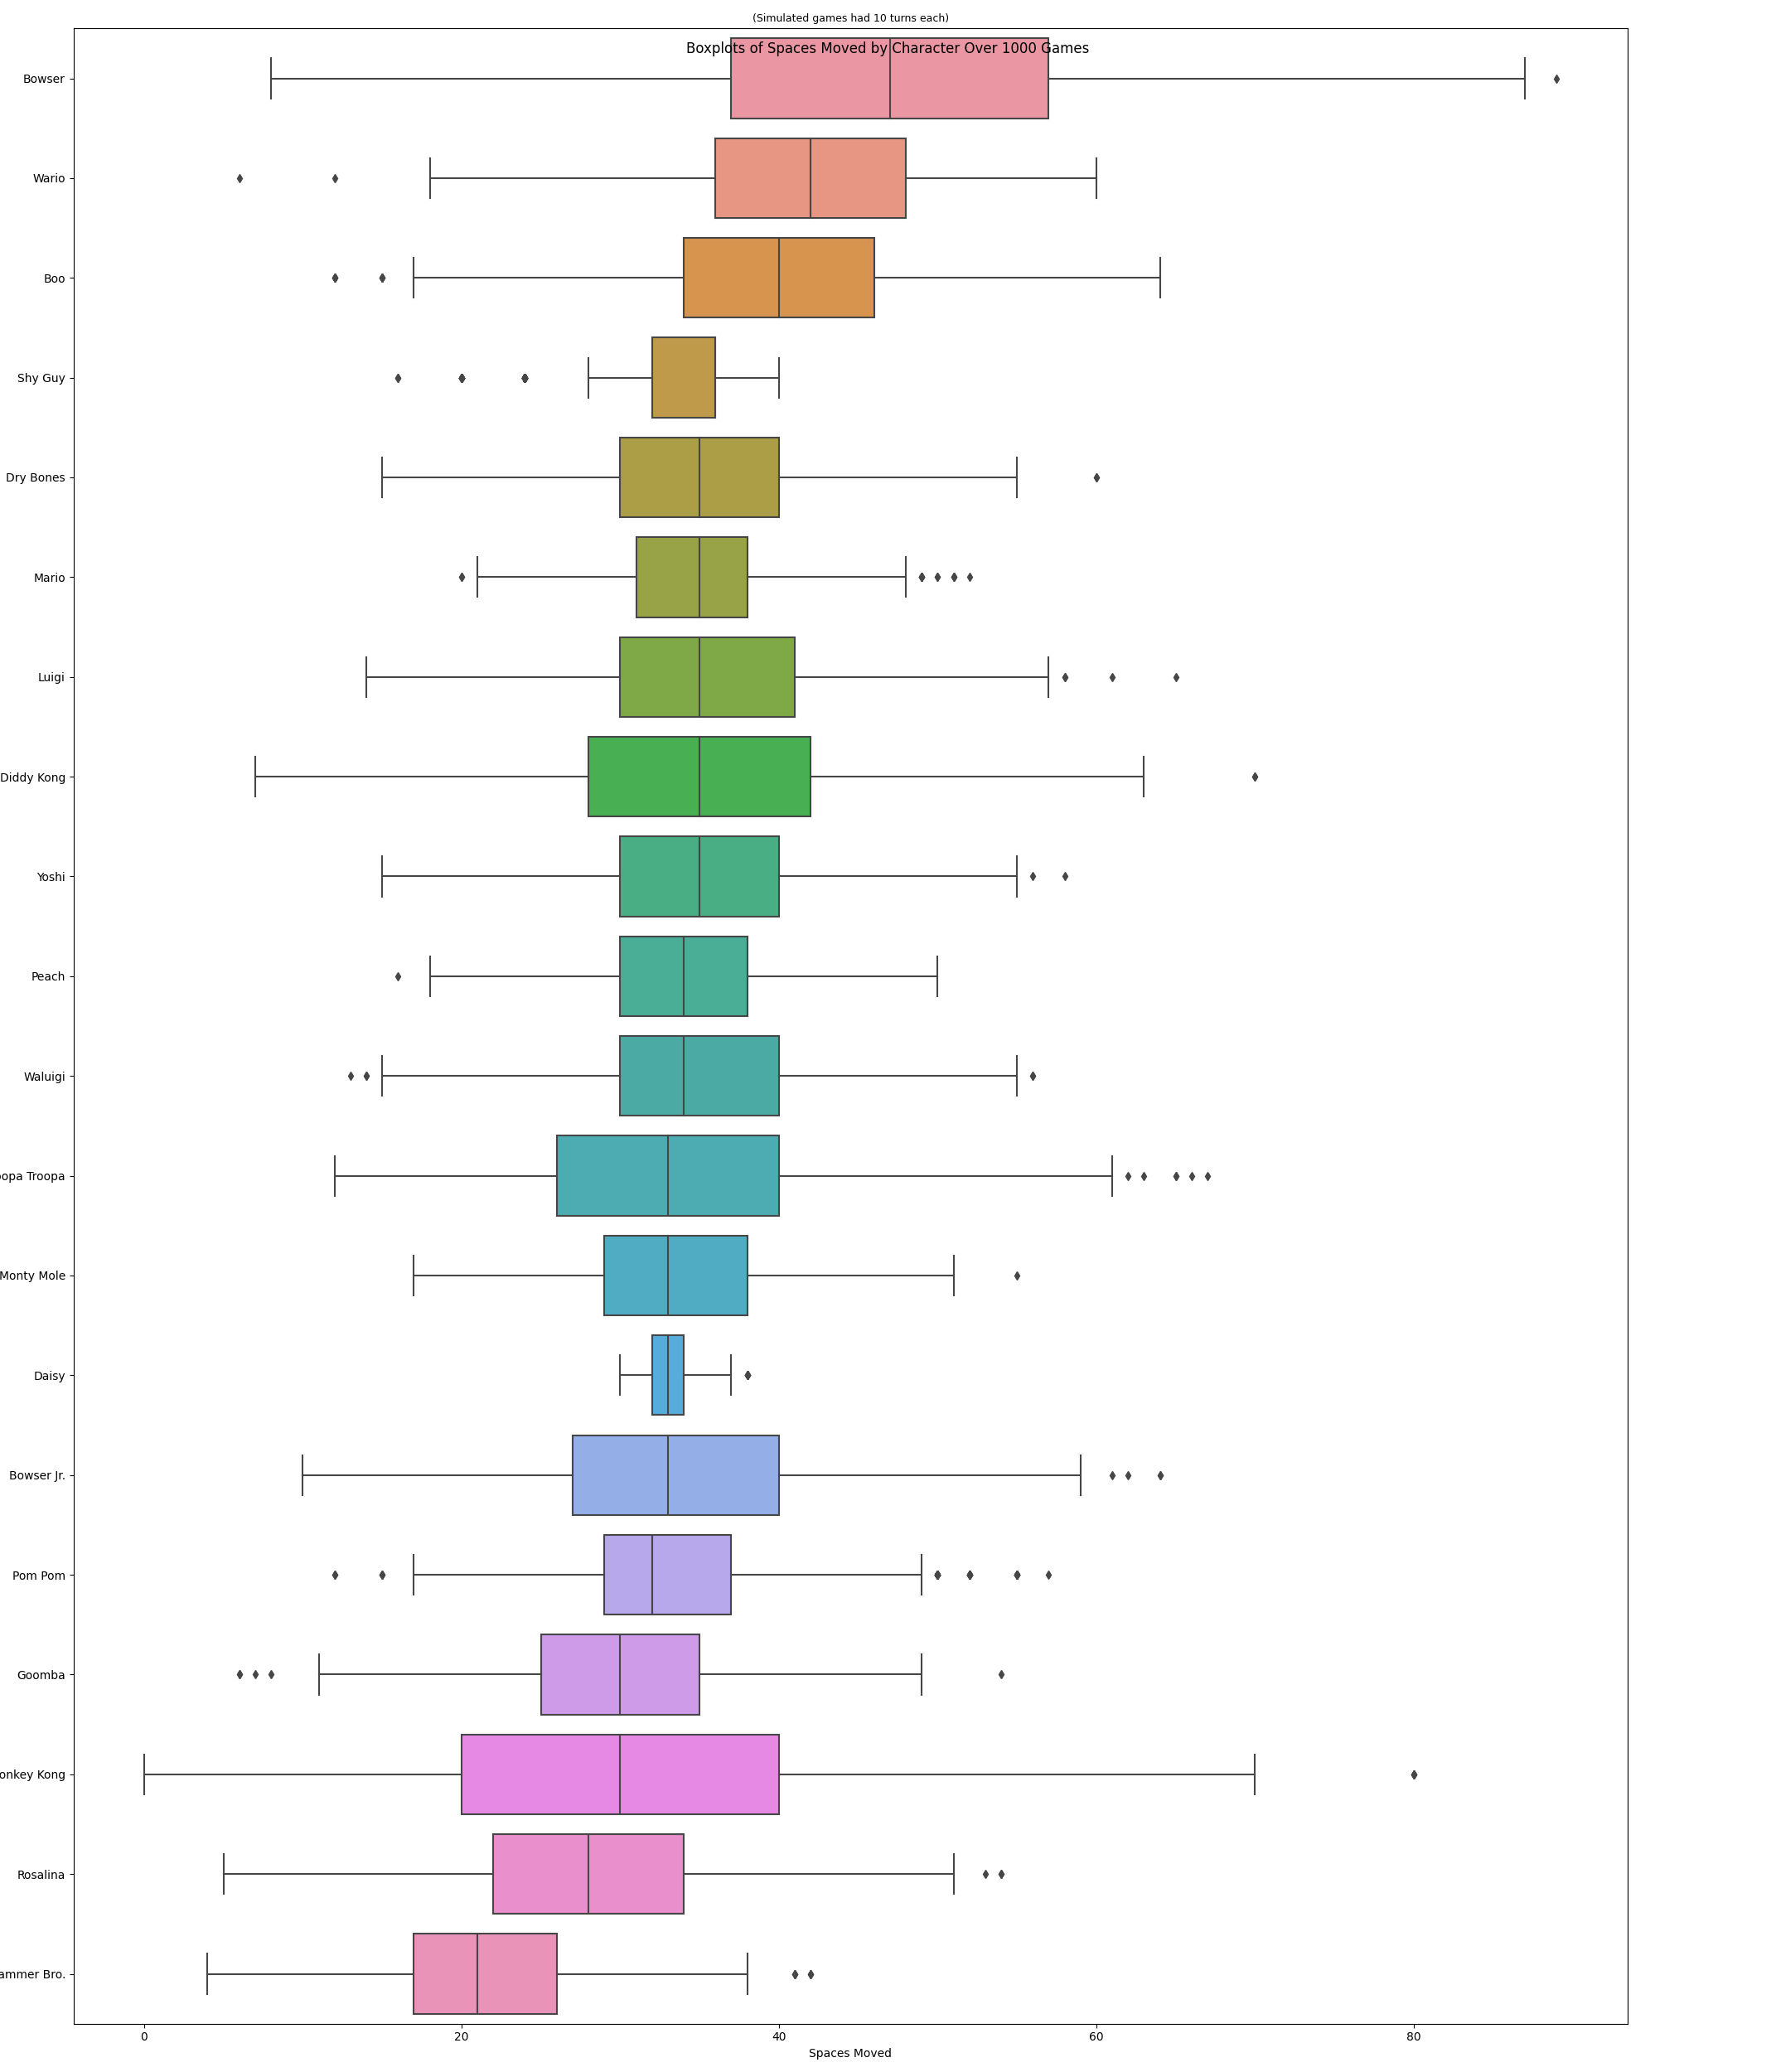 (Simulated games had 10 turns each)
Boxplots of Spaces Moved by Character Over 1000 Games
Bowser
Wario
Boo
Shy Guy
Dry Bones
Mario
Luigi
Diddy Kong
Yoshi
Peach
Waluigi
oopa Troopa
Monty Mole
Daisy
Bowser Jr.
Pom Pom
Goomba
onkey Kong
Rosalina
ammer Bro.
0 20 40 60 80
Spaces Moved